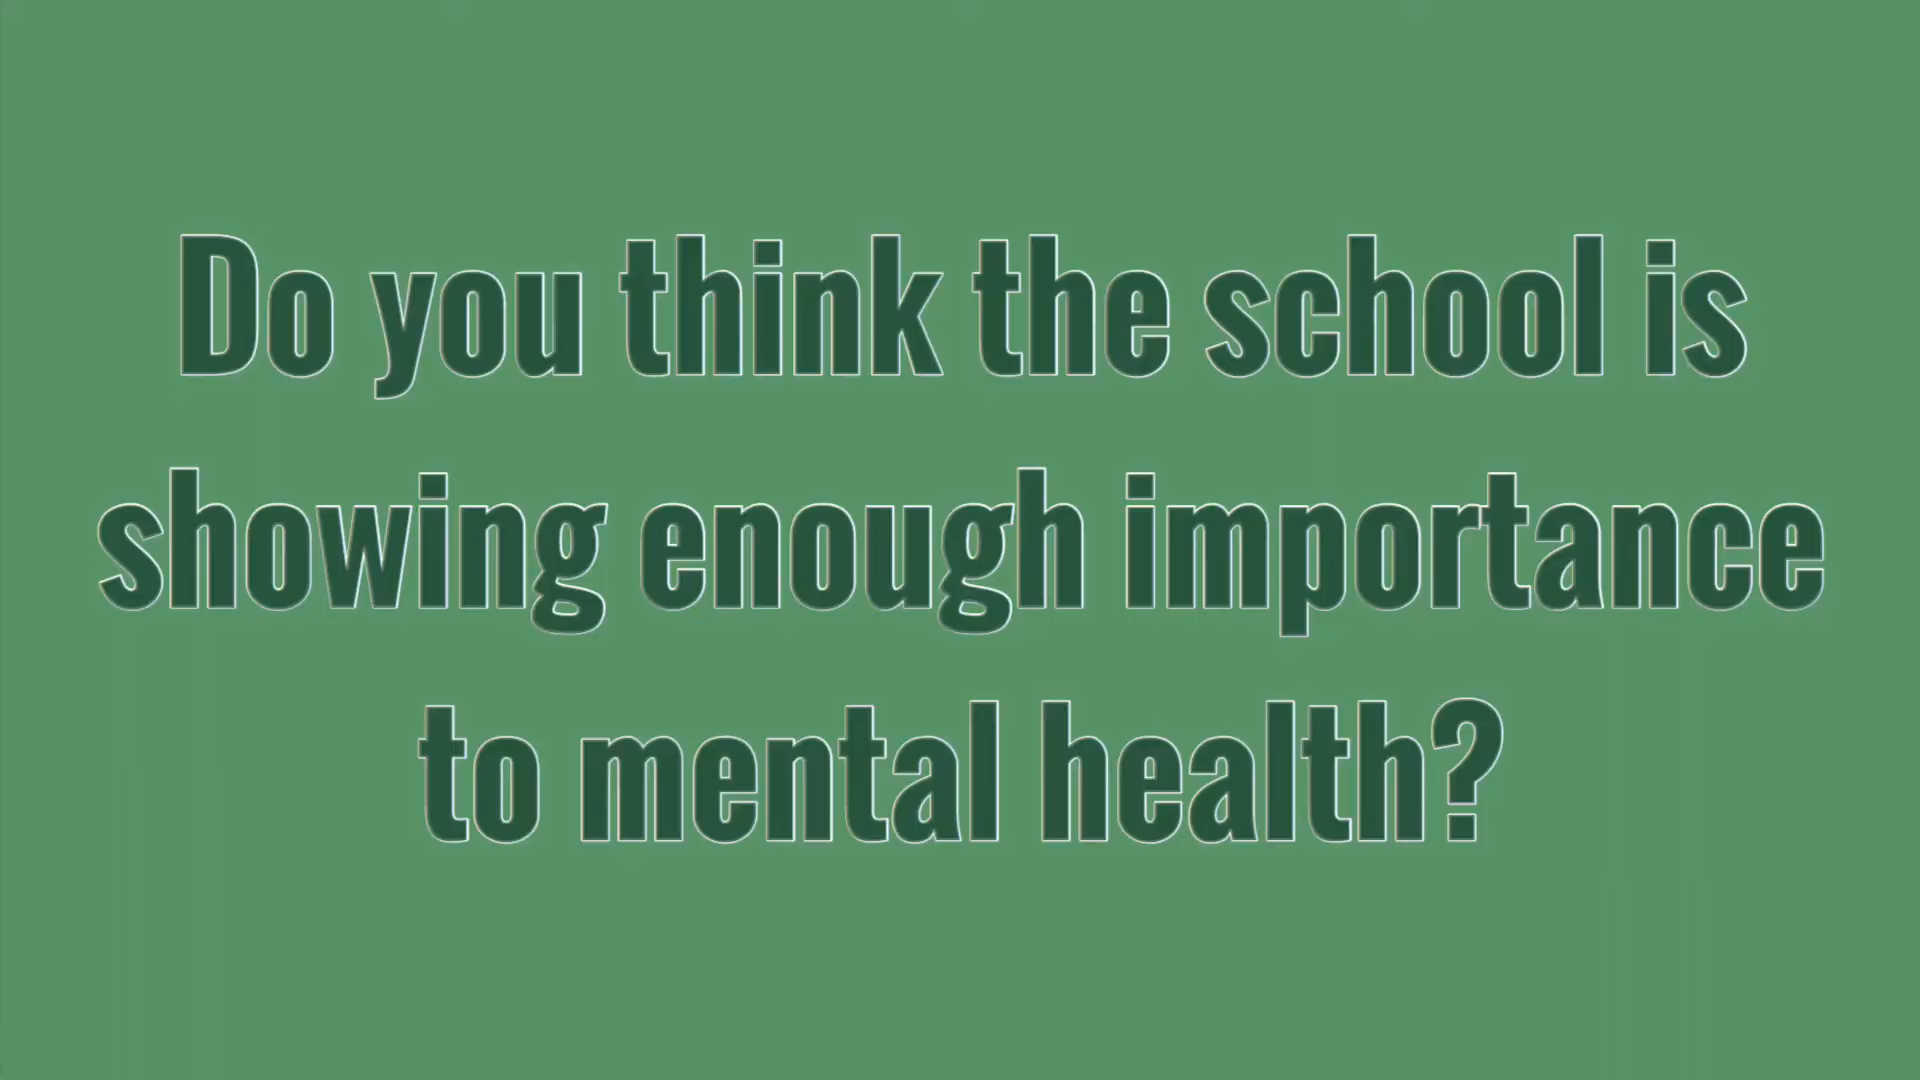 Do you think the school is
showing enough importance
to mental health?